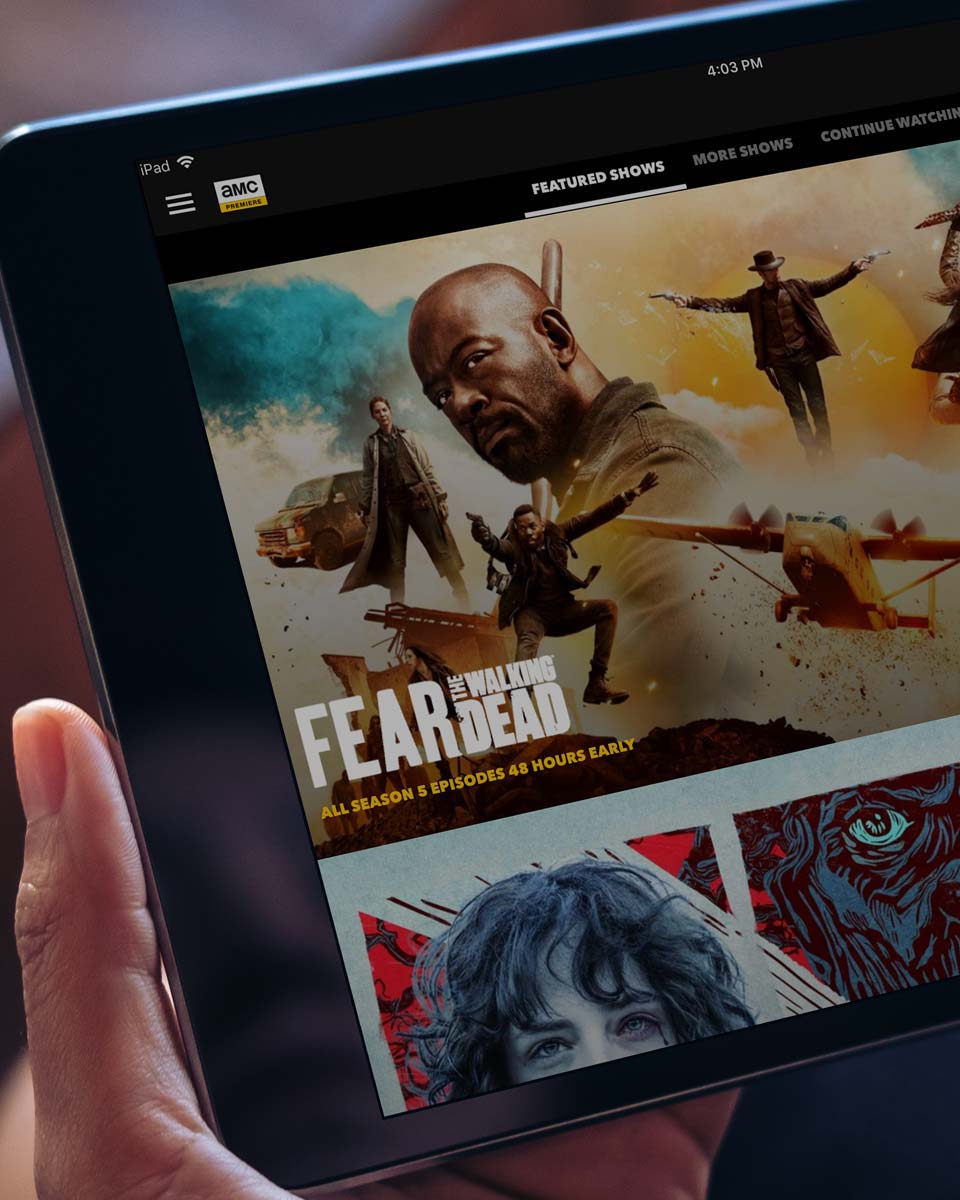 4:03 PM
iPad
aMC
PREMIERE
FEATURED SHOWS
MORE SHOWS
CONTINUE WATCHIN
FEAR THE WALKING DEAD
ALL SEASON 5 EPISODES 48 HOURS EARLY